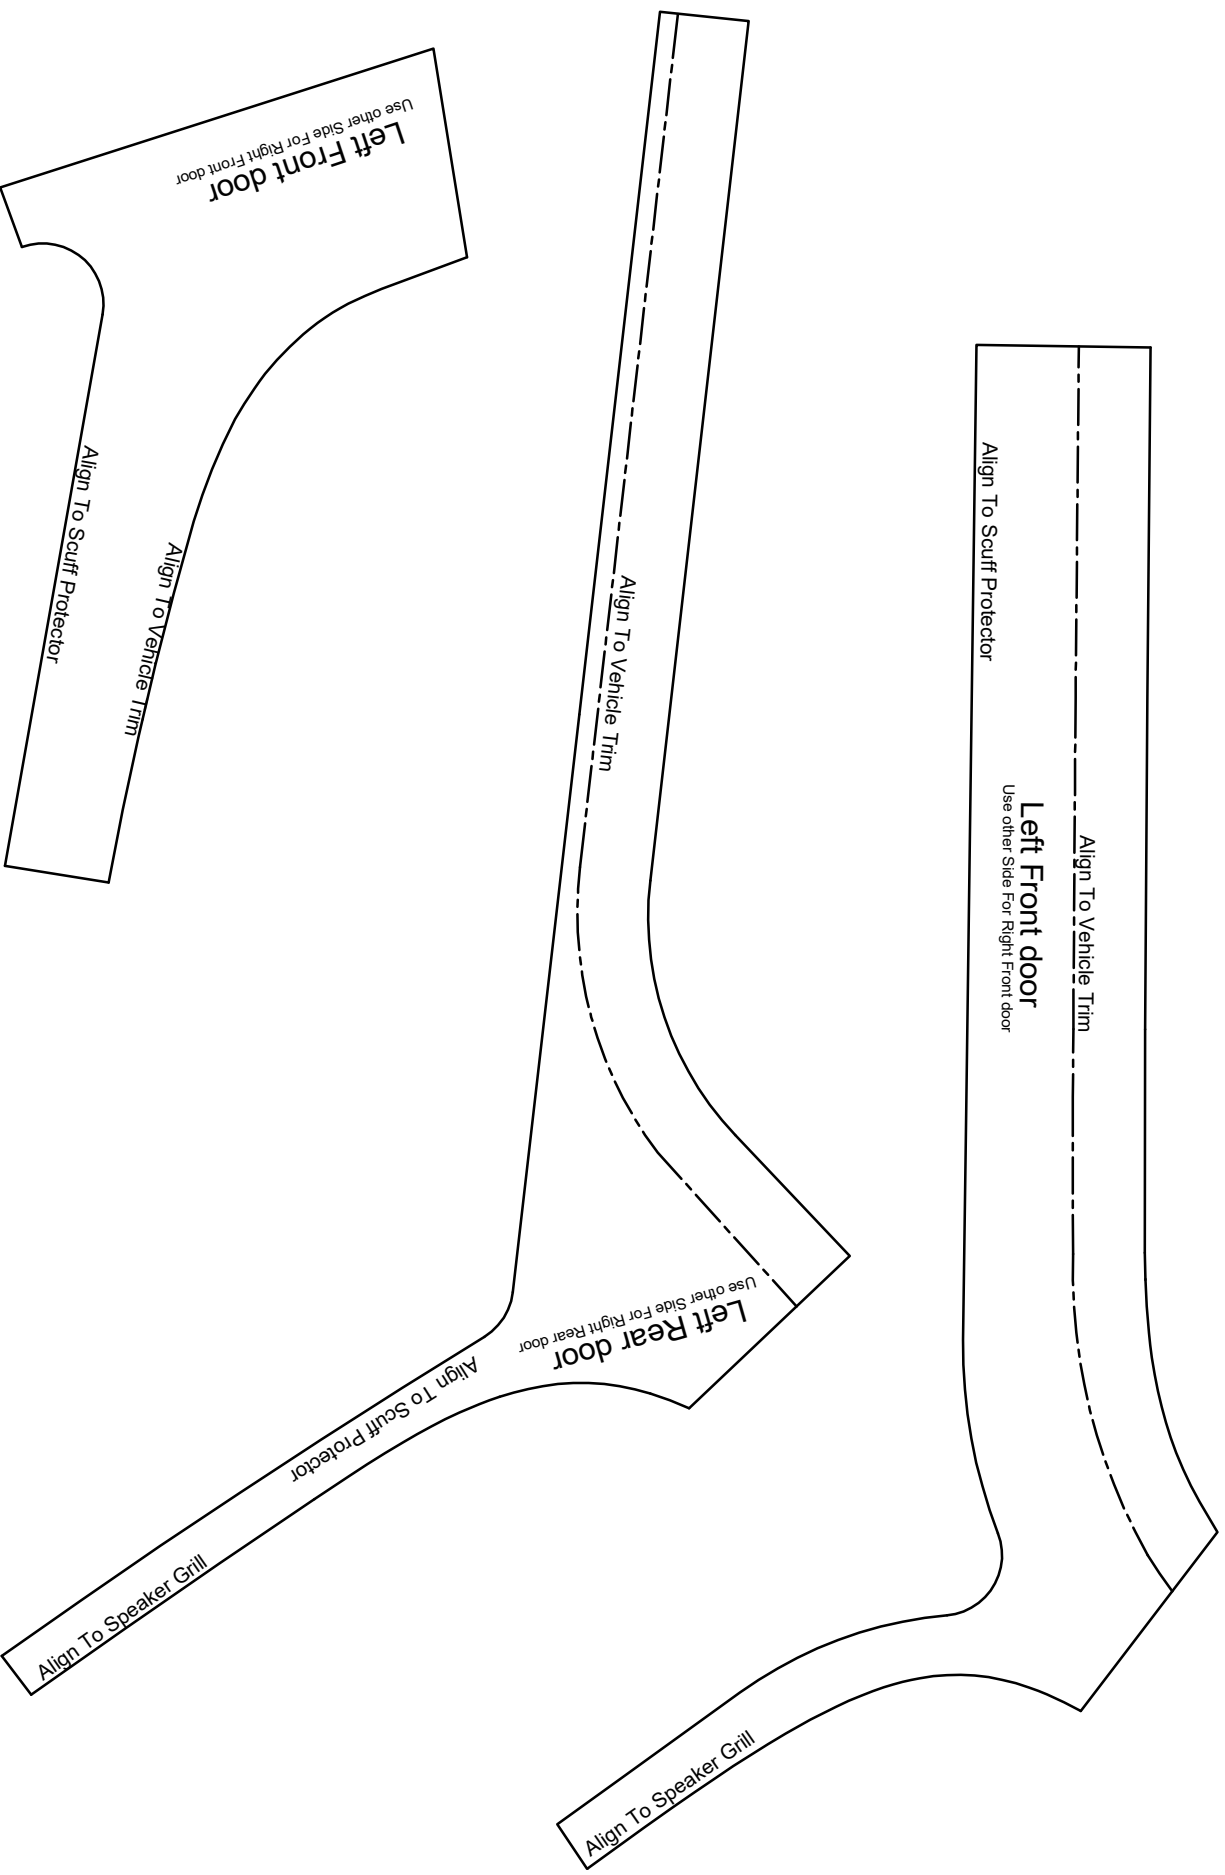 Left Front door
Use other Side For Right Front door
Align To Scuff Protector
Align To Vehicle Trim
Align To Vehicle Trim
Left Rear door
Use other Side For Right Rear door
Align To Scuff Protector
Align To Speaker Grill
Align To Scuff Protector
Align To Vehicle Trim
Left Front door
Use other Side For Right Front door
Align To Speaker Grill